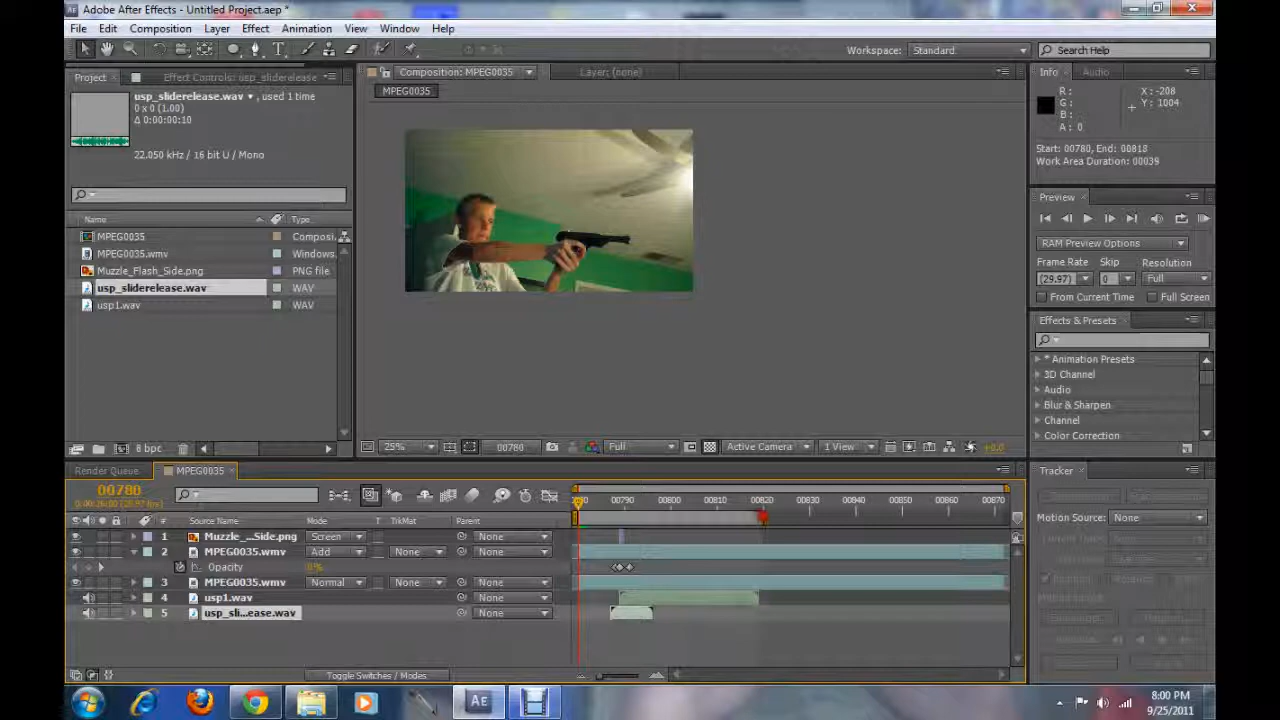 Adobe After Effects - Untitled Project.aep *
File Edit Composition Layer Effect Animation View Window Help
Workspace: Standard Search Help
Project Effect Controls: usp_sliderelease
usp_sliderelease.wav , used 1 time
0 x 0 (1.00)
Δ 0:00:00:10
22.050 kHz / 16 bit U / Mono
Name Type
MPEG0035 Composi
MPEG0035.wmv Windows
Muzzle_Flash_Side.png PNG file
usp_sliderelease.wav WAV
usp1.wav WAV
8 bpc
Composition: MPEG0035 Layer: (none)
MPEG0035
25% 00780 Full Active Camera 1 View +0.0
Info Audio
R : X : -208
G : Y : 1004
B :
A : 0
Start: 00780, End: 00818
Work Area Duration: 00039
Preview
RAM Preview Options
Frame Rate Skip Resolution
(29.97) 0 Full
From Current Time Full Screen
Effects & Presets
* Animation Presets
3D Channel
Audio
Blur & Sharpen
Channel
Color Correction
Render Queue MPEG0035
00780
00790 00800 00810 00820 00830 00840 00850 00860 00870
# Source Name Mode T TrkMat Parent
1 Muzzle_...Side.png Screen None
2 MPEG0035.wmv Add None None
Opacity 0%
3 MPEG0035.wmv Normal None None
4 usp1.wav None
5 usp_sli...ease.wav None
Toggle Switches / Modes
Tracker
Motion Source: None
Ae
8:00 PM
9/25/2011